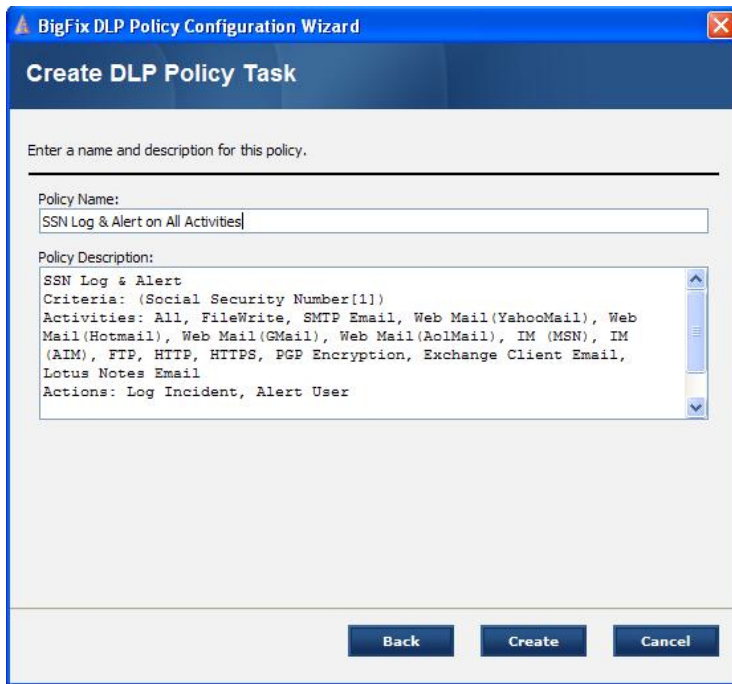 BigFix DLP Policy Configuration Wizard
Create DLP Policy Task
Enter a name and description for this policy.
Policy Name:
SSN Log & Alert on All Activities
Policy Description:
SSN Log & Alert
Criteria: (Social Security Number[1])
Activities: All, FileWrite, SMTP Email, Web Mail(YahooMail), Web
Mail(Hotmail), Web Mail(GMail), Web Mail(AolMail), IM (MSN), IM
(AIM), FTP, HTTP, HTTPS, PGP Encryption, Exchange Client Email,
Lotus Notes Email
Actions: Log Incident, Alert User
Back
Create
Cancel